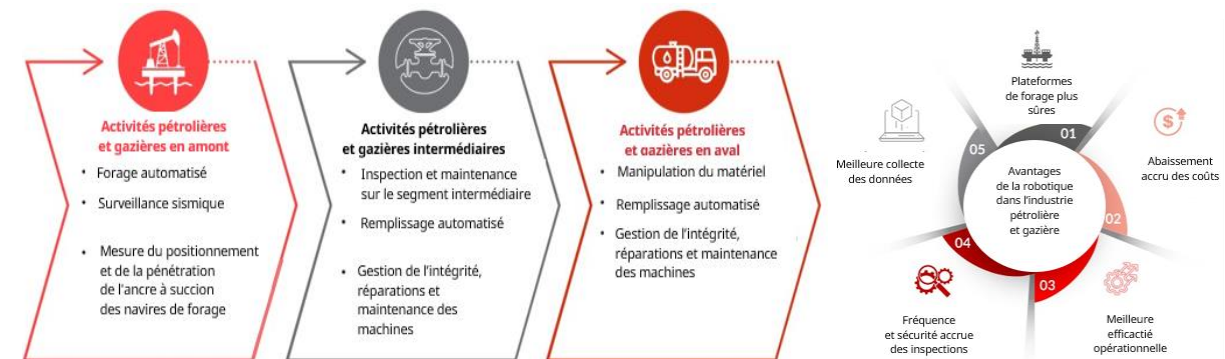 Activités pétrolières
et gazières en amont
• Forage automatisé
• Surveillance sismique
• Mesure du positionnement
et de la pénétration
de l'ancre à succion
des navires de forage
Activités pétrolières
et gazières intermédiaires
• Inspection et maintenance
sur le segment intermédiaire
• Remplissage automatisé
• Gestion de l'intégrité,
réparations et
maintenance des
machines
Activités pétrolières
et gazières en aval
• Manipulation du matériel
• Remplissage automatisé
• Gestion de l'intégrité,
réparations et maintenance
des machines
Avantages
de la robotique
dans l'industrie
pétrolière
et gazière
01
Plateformes
de forage plus
sûres
02
$
Abaissement
accru des coûts
03
Meilleure
efficactié
opérationnelle
04
Fréquence
et sécurité accrue
des inspections
05
Meilleure collecte
des données